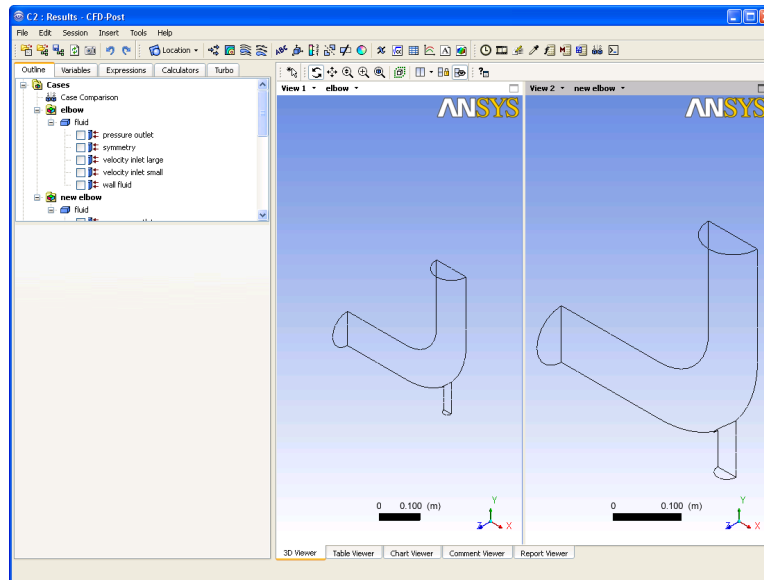 C2 : Results - CFD-Post
File Edit Session Insert Tools Help
Location
Outline Variables Expressions Calculators Turbo
Cases
Case Comparison
elbow
fluid
pressure outlet
symmetry
velocity inlet large
velocity inlet small
wall fluid
new elbow
fluid
View 1 elbow
ANSYS
0 0.100 (m)
Y
Z X
View 2 new elbow
ANSYS
0 0.100 (m)
Y
Z X
3D Viewer Table Viewer Chart Viewer Comment Viewer Report Viewer